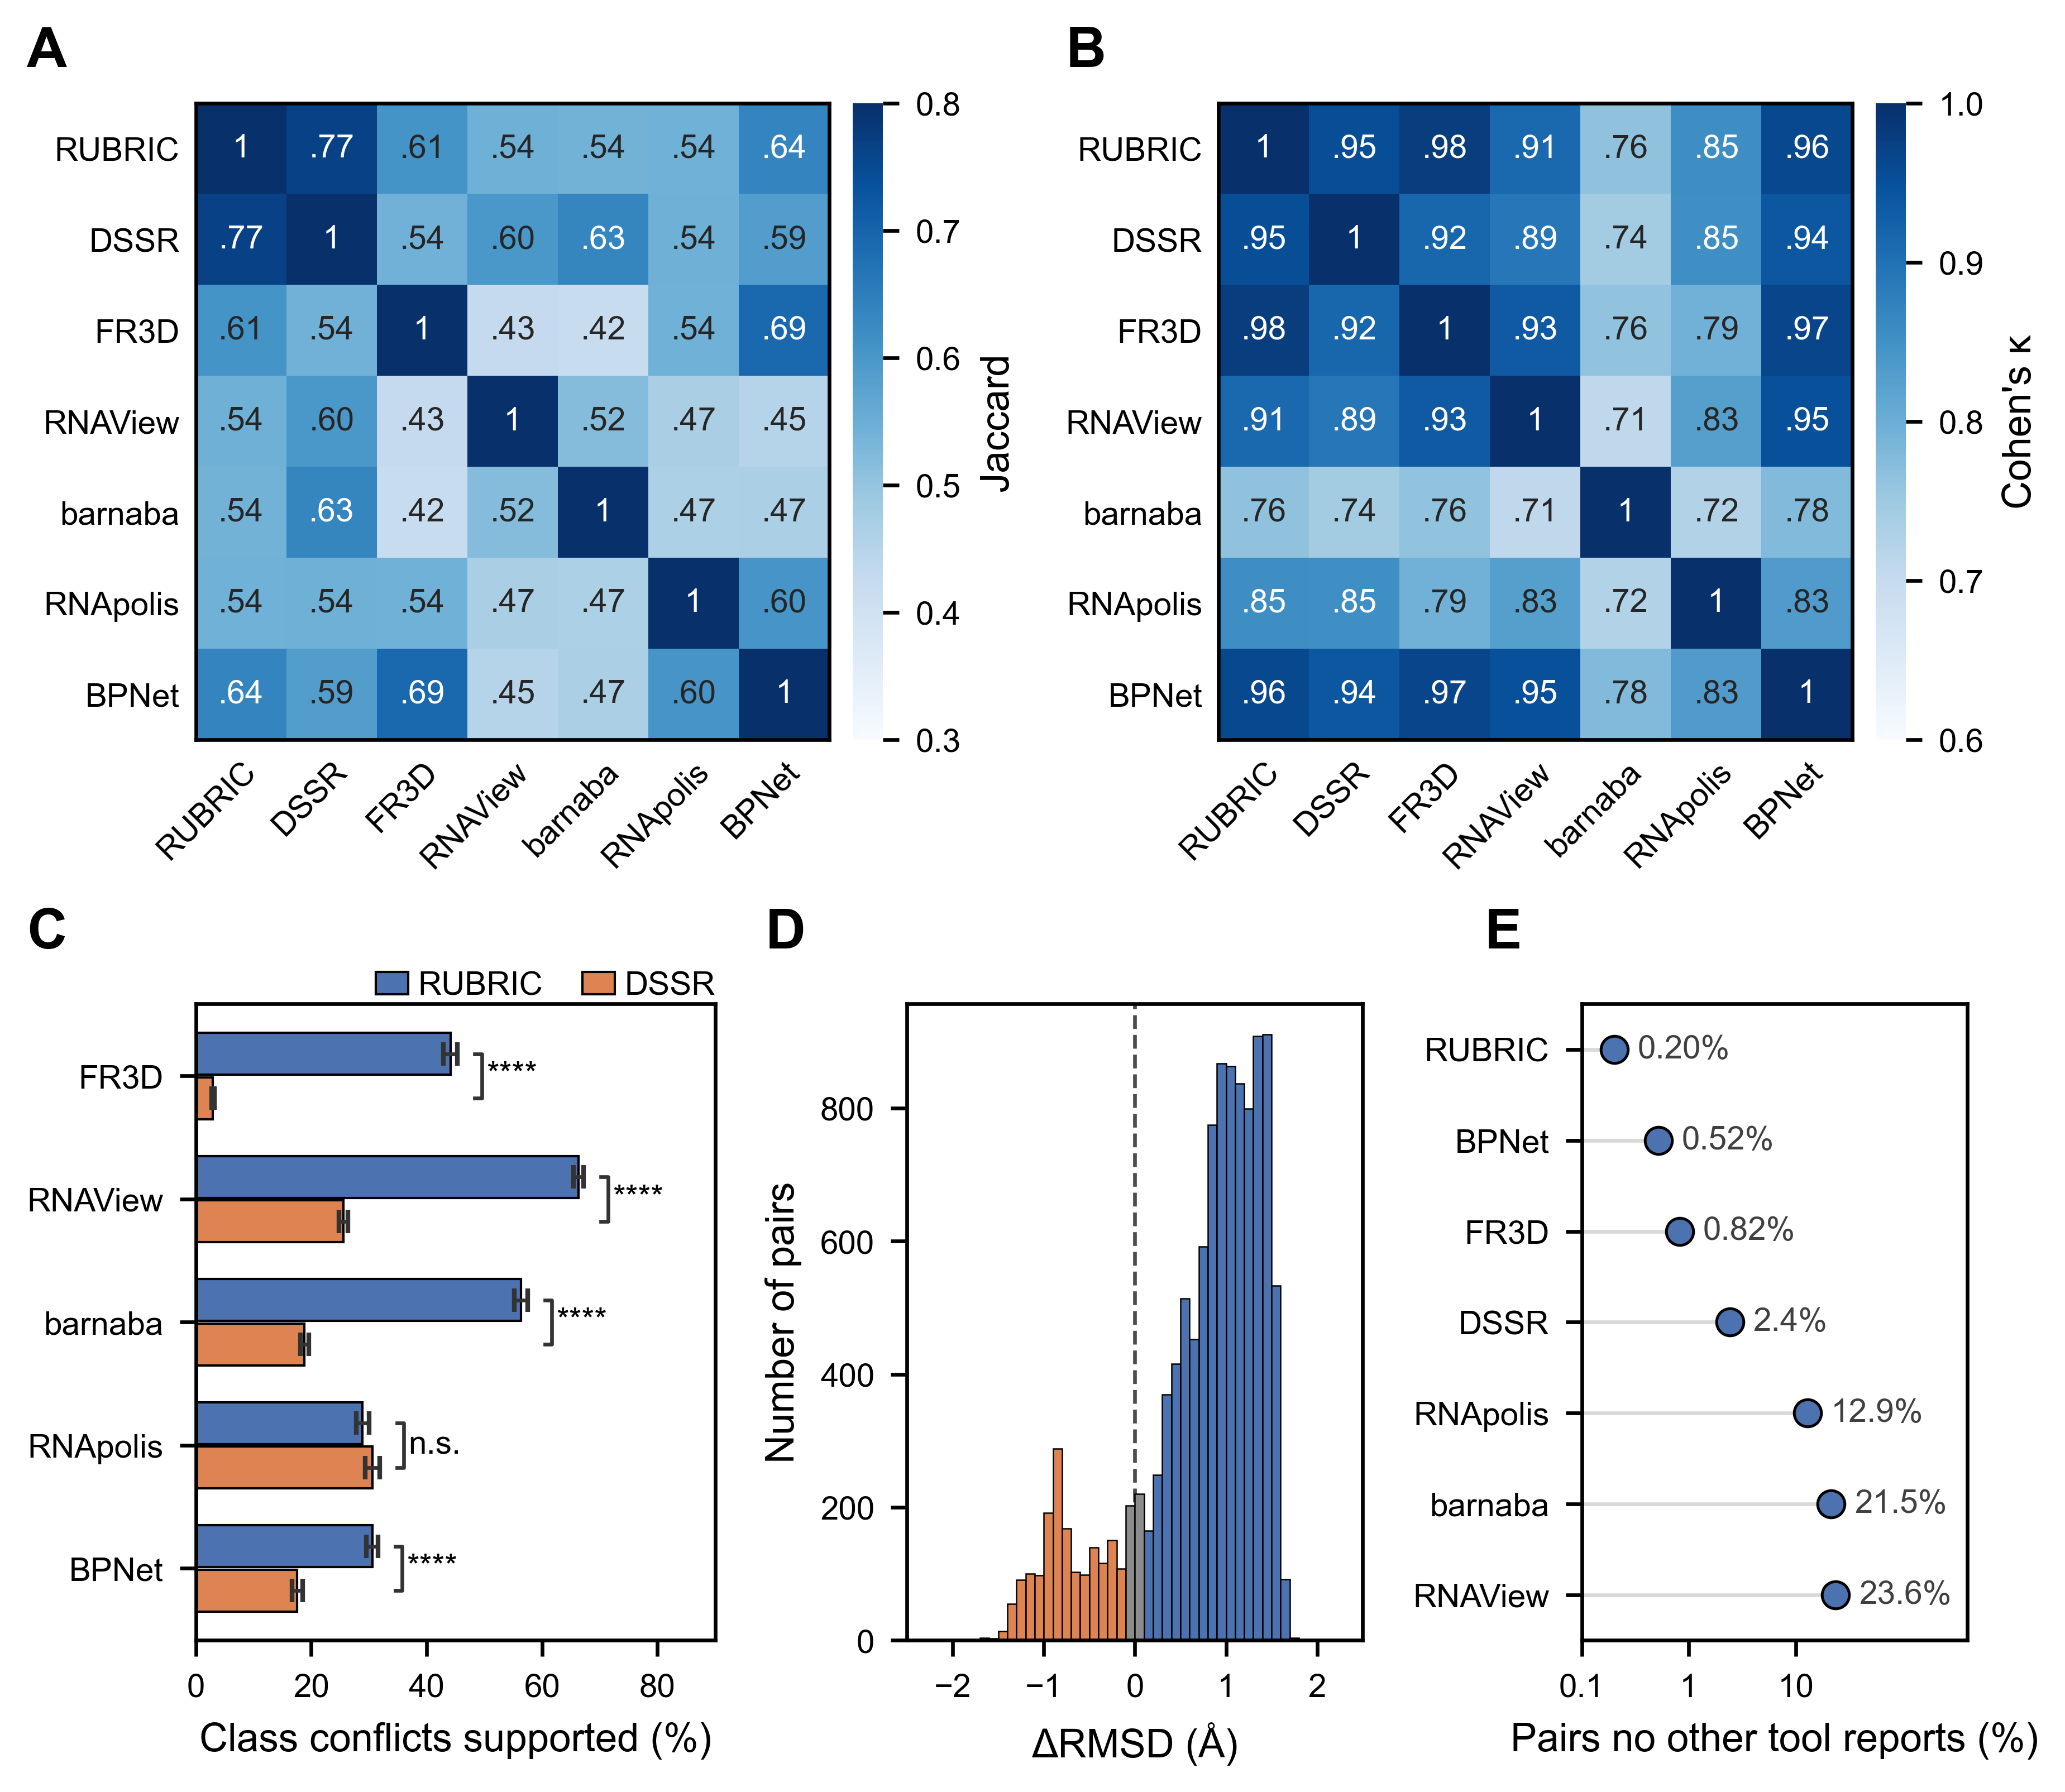 A
RUBRIC 1 .77 .61 .54 .54 .54 .64
DSSR .77 1 .54 .60 .63 .54 .59
FR3D .61 .54 1 .43 .42 .54 .69
RNAView .54 .60 .43 1 .52 .47 .45
barnaba .54 .63 .42 .52 1 .47 .47
RNApolis .54 .54 .54 .47 .47 1 .60
BPNet .64 .59 .69 .45 .47 .60 1
RUBRIC DSSR FR3D RNAView barnaba RNApolis BPNet
0.8
0.7
0.6
0.5
0.4
0.3
Jaccard
B
RUBRIC 1 .95 .98 .91 .76 .85 .96
DSSR .95 1 .92 .89 .74 .85 .94
FR3D .98 .92 1 .93 .76 .79 .97
RNAView .91 .89 .93 1 .71 .83 .95
barnaba .76 .74 .76 .71 1 .72 .78
RNApolis .85 .85 .79 .83 .72 1 .83
BPNet .96 .94 .97 .95 .78 .83 1
RUBRIC DSSR FR3D RNAView barnaba RNApolis BPNet
1.0
0.9
0.8
0.7
0.6
Cohen's κ
C
RUBRIC DSSR
FR3D ****
RNAView ****
barnaba ****
RNApolis n.s.
BPNet ****
0 20 40 60 80
Class conflicts supported (%)
D
Number of pairs
800
600
400
200
0
−2 −1 0 1 2
ΔRMSD (Å)
E
RUBRIC 0.20%
BPNet 0.52%
FR3D 0.82%
DSSR 2.4%
RNApolis 12.9%
barnaba 21.5%
RNAView 23.6%
0.1 1 10
Pairs no other tool reports (%)